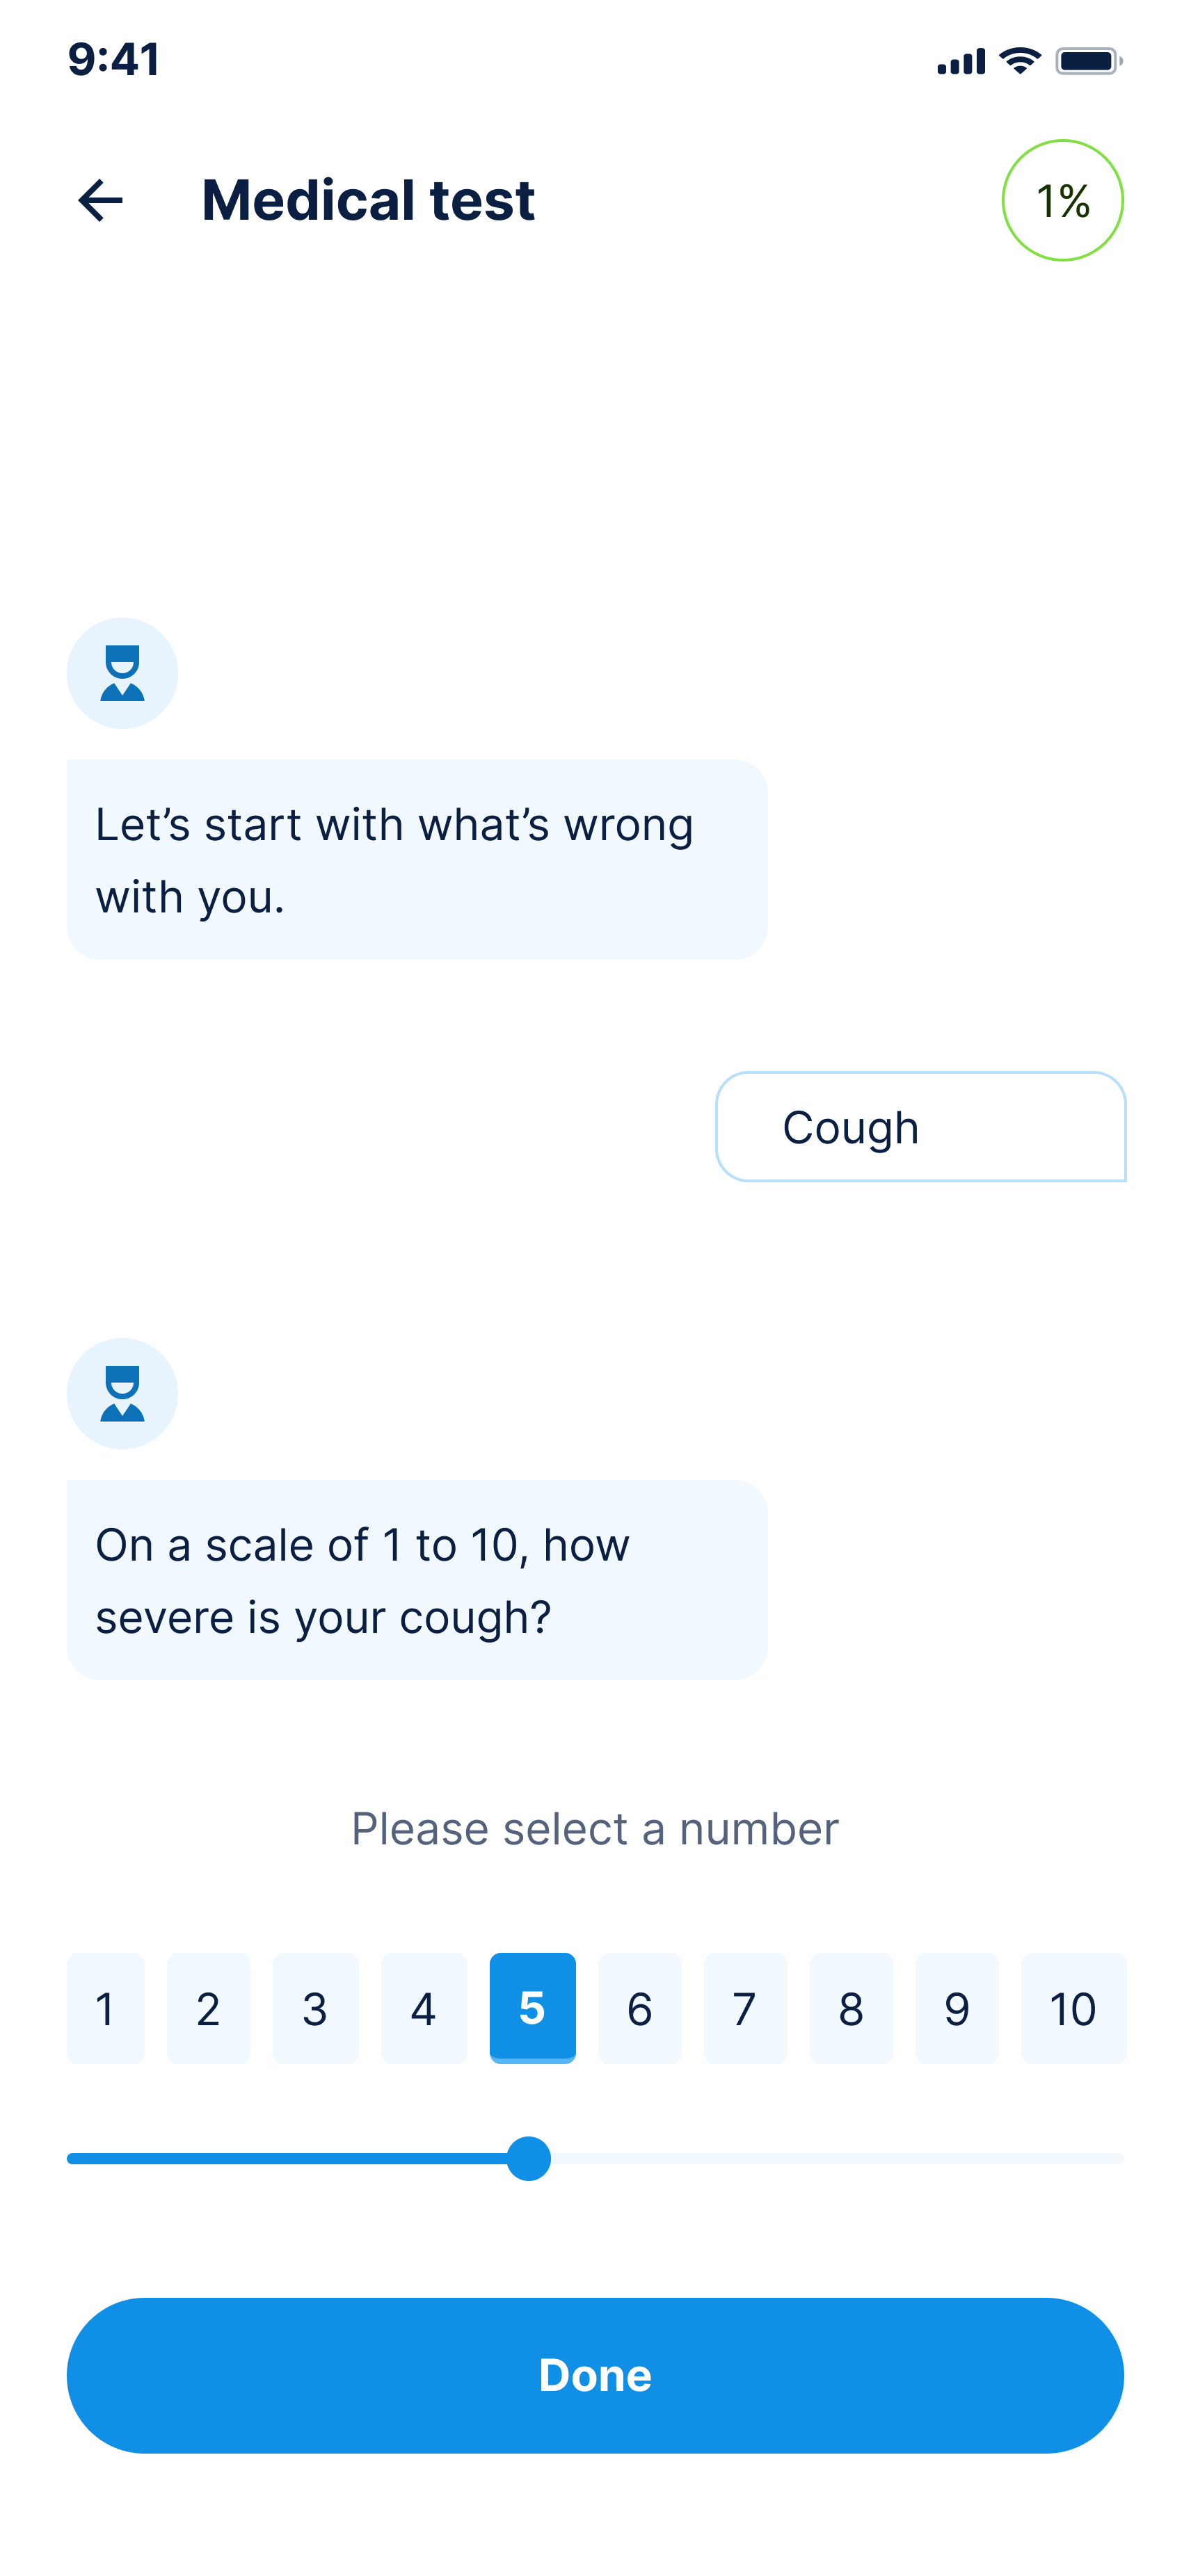 9:41
Medical test
1%
Let’s start with what’s wrong
with you.
Cough
On a scale of 1 to 10, how
severe is your cough?
Please select a number
1 2 3 4 5 6 7 8 9 10
Done